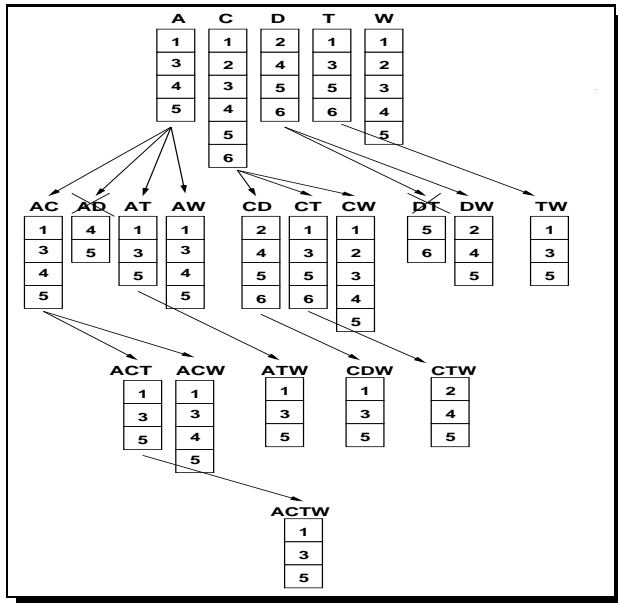 A C D T W
1 1 2 1 1
3 2 4 3 2
4 3 5 5 3
5 4 6 6 4
5 5
6
AC AD AT AW CD CT CW DT DW TW
1 4 1 1 2 1 1 5 2 1
3 5 3 3 4 3 2 6 4 3
4 5 4 5 5 3 5 5
5 5 6 6 4
5
ACT ACW ATW CDW CTW
1 1 1 1 2
3 3 3 3 4
5 4 5 5 5
5
ACTW
1
3
5